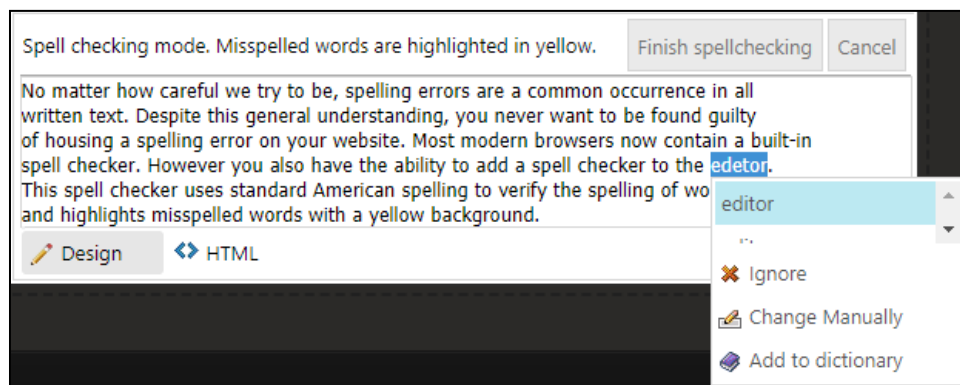 Spell checking mode. Misspelled words are highlighted in yellow. Finish spellchecking Cancel
No matter how careful we try to be, spelling errors are a common occurrence in all
written text. Despite this general understanding, you never want to be found guilty
of housing a spelling error on your website. Most modern browsers now contain a built-in
spell checker. However you also have the ability to add a spell checker to the edetor.
This spell checker uses standard American spelling to verify the spelling of
and highlights misspelled words with a yellow background.
editor
Ignore
Change Manually
Add to dictionary
Design HTML